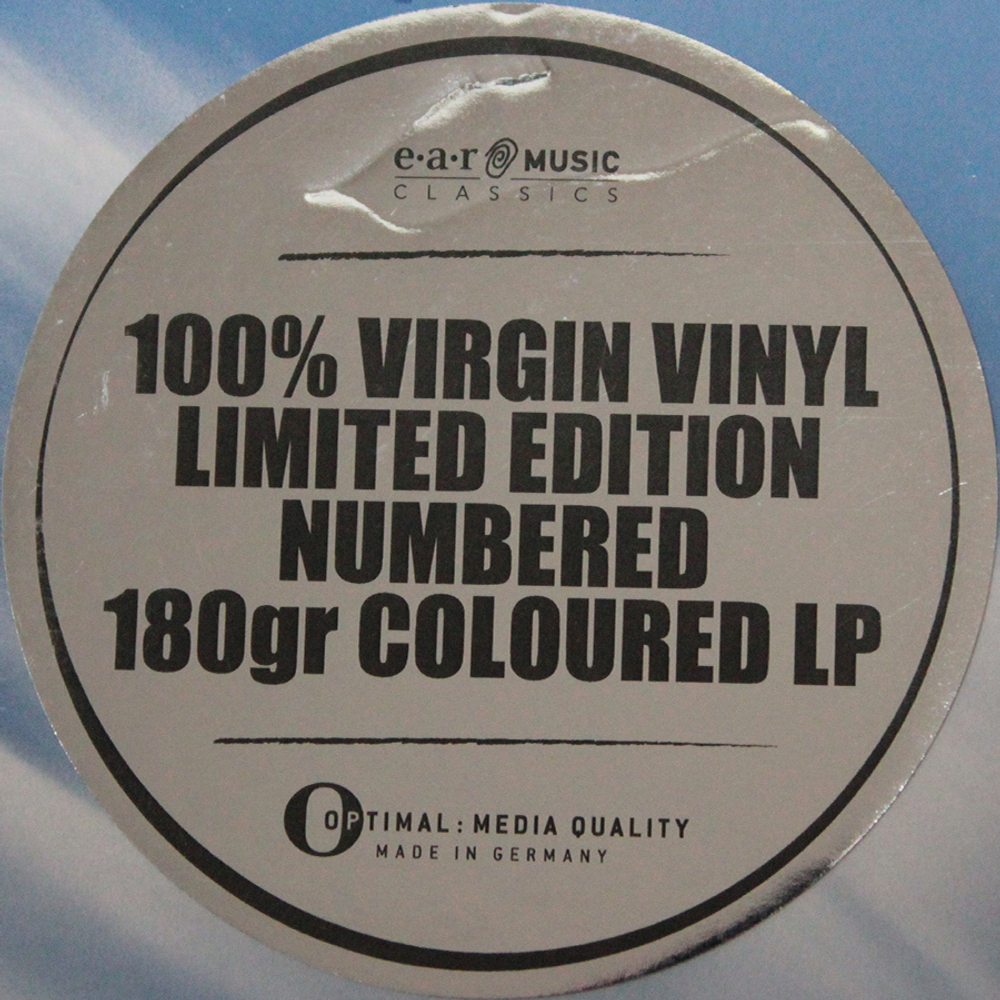 e·a·r MUSIC
CLASSICS
100% VIRGIN VINYL
LIMITED EDITION
NUMBERED
180gr COLOURED LP
OPTIMAL : MEDIA QUALITY
MADE IN GERMANY